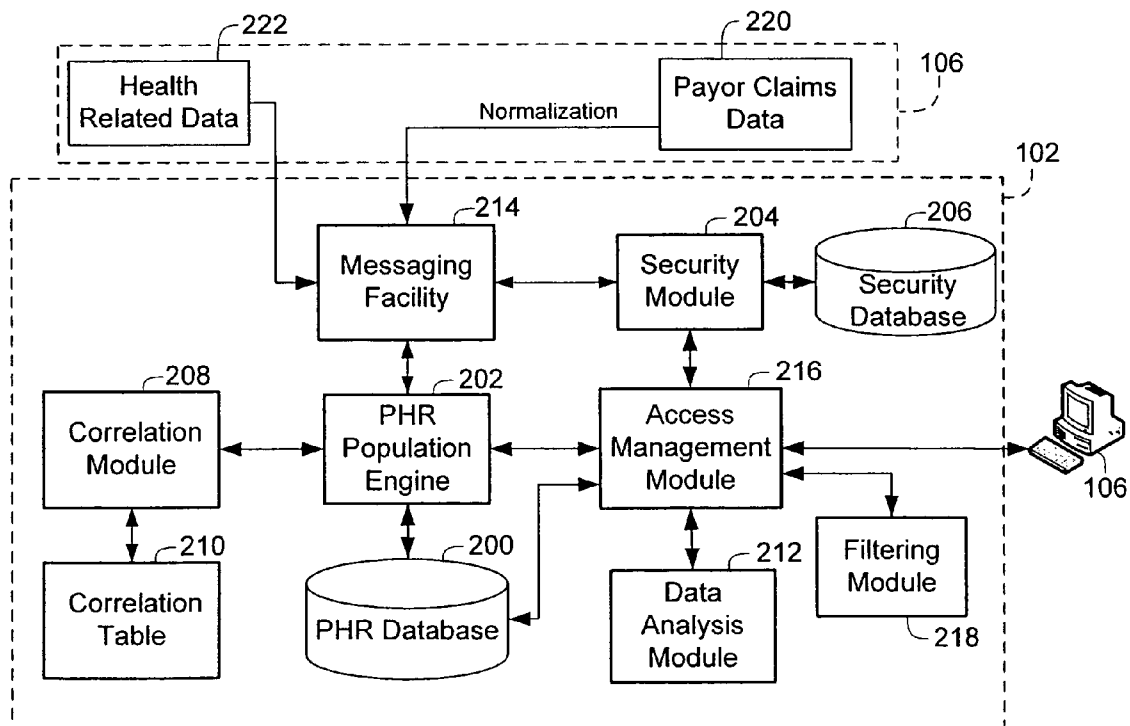 222
220
106
Health
Related Data
Normalization
Payor Claims
Data
102
214
204
206
Messaging
Facility
Security
Module
Security
Database
208
202
216
Correlation
Module
PHR
Population
Engine
Access
Management
Module
106
210
200
212
Correlation
Table
PHR Database
Data
Analysis
Module
Filtering
Module
218